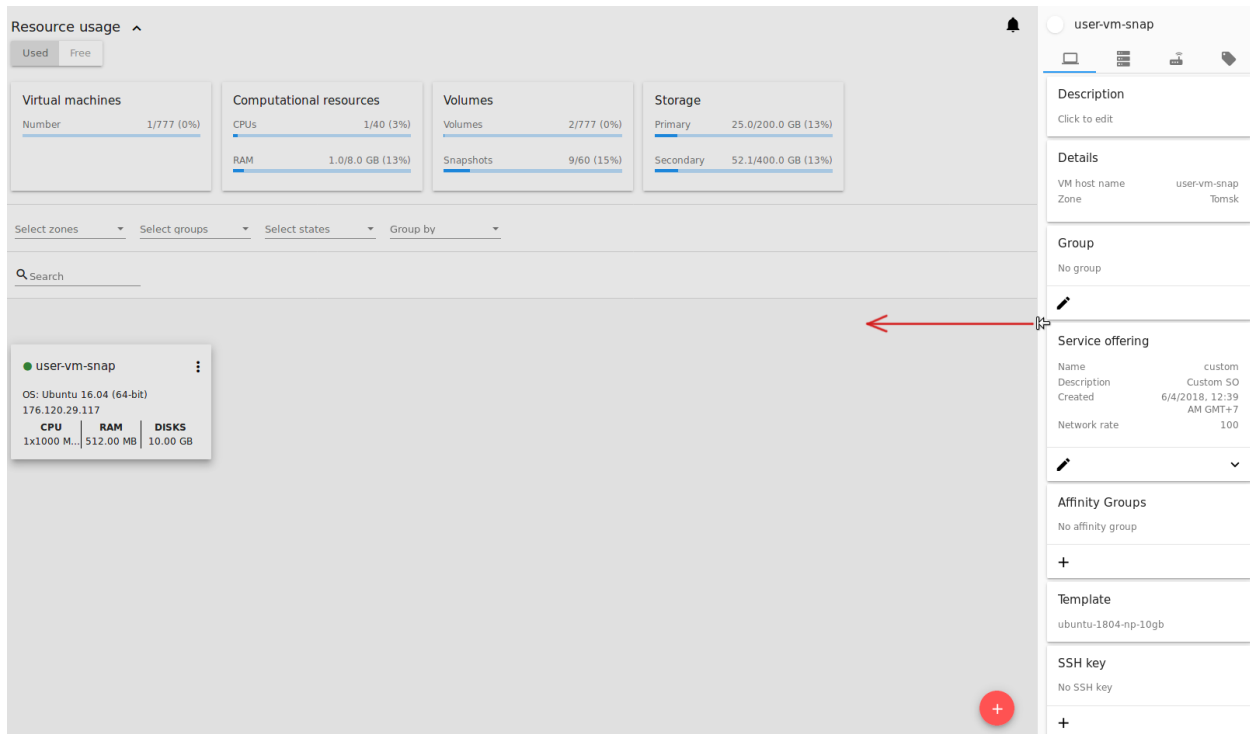 Resource usage
Used Free
Virtual machines
Number 1/777 (0%)
Computational resources
CPUs 1/40 (3%)
RAM 1.0/8.0 GB (13%)
Volumes
Volumes 2/777 (0%)
Snapshots 9/60 (15%)
Storage
Primary 25.0/200.0 GB (13%)
Secondary 52.1/400.0 GB (13%)
Select zones Select groups Select states Group by
Search
user-vm-snap
OS: Ubuntu 16.04 (64-bit)
176.120.29.117
CPU RAM DISKS
1x1000 M... 512.00 MB 10.00 GB
+
user-vm-snap
Description
Click to edit
Details
VM host name user-vm-snap
Zone Tomsk
Group
No group
Service offering
Name custom
Description Custom SO
Created 6/4/2018, 12:39
AM GMT+7
Network rate 100
Affinity Groups
No affinity group
+
Template
ubuntu-1804-np-10gb
SSH key
No SSH key
+